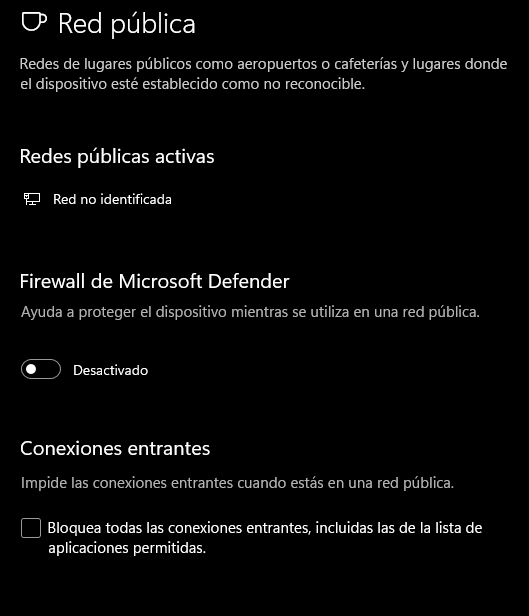 Red pública
Redes de lugares públicos como aeropuertos o cafeterías y lugares donde
el dispositivo esté establecido como no reconocible.
Redes públicas activas
Red no identificada
Firewall de Microsoft Defender
Ayuda a proteger el dispositivo mientras se utiliza en una red pública.
Desactivado
Conexiones entrantes
Impide las conexiones entrantes cuando estás en una red pública.
Bloquea todas las conexiones entrantes, incluidas las de la lista de
aplicaciones permitidas.